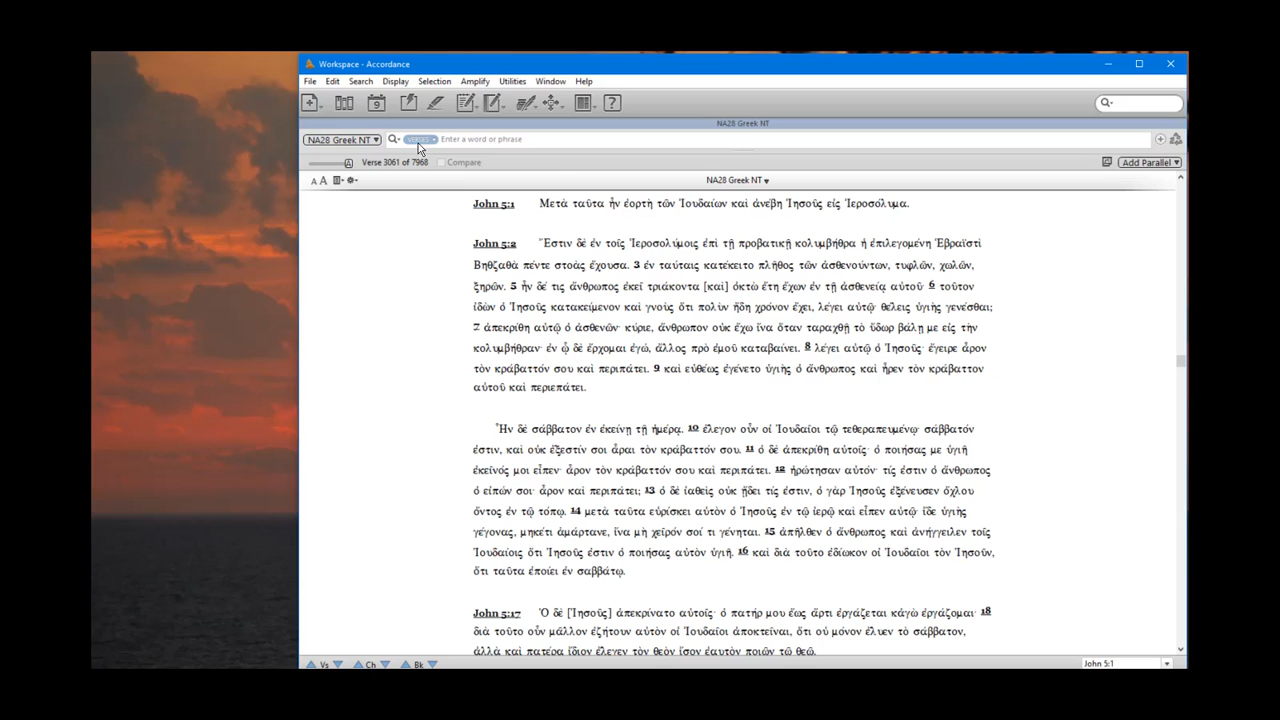 Workspace - Accordance
File Edit Search Display Selection Amplify Utilities Window Help
NA28 Greek NT
NA28 Greek NT VERSES Enter a word or phrase
Verse 3061 of 7968 Compare Add Parallel
A A NA28 Greek NT
John 5:1 Μετὰ ταῦτα ἦν ἑορτὴ τῶν Ἰουδαίων καὶ ἀνέβη Ἰησοῦς εἰς Ἱεροσόλυμα.
John 5:2 Ἔστιν δὲ ἐν τοῖς Ἱεροσολύμοις ἐπὶ τῇ προβατικῇ κολυμβήθρα ἡ ἐπιλεγομένη Ἑβραϊστὶ
Βηθζαθὰ πέντε στοὰς ἔχουσα. 3 ἐν ταύταις κατέκειτο πλῆθος τῶν ἀσθενούντων, τυφλῶν, χωλῶν,
ξηρῶν. 5 ἦν δέ τις ἄνθρωπος ἐκεῖ τριάκοντα [καὶ] ὀκτὼ ἔτη ἔχων ἐν τῇ ἀσθενείᾳ αὐτοῦ· 6 τοῦτον
ἰδὼν ὁ Ἰησοῦς κατακείμενον καὶ γνοὺς ὅτι πολὺν ἤδη χρόνον ἔχει, λέγει αὐτῷ· θέλεις ὑγιὴς γενέσθαι;
7 ἀπεκρίθη αὐτῷ ὁ ἀσθενῶν· κύριε, ἄνθρωπον οὐκ ἔχω ἵνα ὅταν ταραχθῇ τὸ ὕδωρ βάλῃ με εἰς τὴν
κολυμβήθραν· ἐν ᾧ δὲ ἔρχομαι ἐγώ, ἄλλος πρὸ ἐμοῦ καταβαίνει. 8 λέγει αὐτῷ ὁ Ἰησοῦς· ἔγειρε ἆρον
τὸν κράβαττόν σου καὶ περιπάτει. 9 καὶ εὐθέως ἐγένετο ὑγιὴς ὁ ἄνθρωπος καὶ ἦρεν τὸν κράβαττον
αὐτοῦ καὶ περιεπάτει.
Ἦν δὲ σάββατον ἐν ἐκείνῃ τῇ ἡμέρᾳ. 10 ἔλεγον οὖν οἱ Ἰουδαῖοι τῷ τεθεραπευμένῳ· σάββατόν
ἐστιν, καὶ οὐκ ἔξεστίν σοι ἆραι τὸν κράβαττόν σου. 11 ὁ δὲ ἀπεκρίθη αὐτοῖς· ὁ ποιήσας με ὑγιῆ
ἐκεῖνός μοι εἶπεν· ἆρον τὸν κράβαττόν σου καὶ περιπάτει. 12 ἠρώτησαν αὐτόν· τίς ἐστιν ὁ ἄνθρωπος
ὁ εἰπών σοι· ἆρον καὶ περιπάτει; 13 ὁ δὲ ἰαθεὶς οὐκ ᾔδει τίς ἐστιν, ὁ γὰρ Ἰησοῦς ἐξένευσεν ὄχλου
ὄντος ἐν τῷ τόπῳ. 14 μετὰ ταῦτα εὑρίσκει αὐτὸν ὁ Ἰησοῦς ἐν τῷ ἱερῷ καὶ εἶπεν αὐτῷ· ἴδε ὑγιὴς
γέγονας, μηκέτι ἁμάρτανε, ἵνα μὴ χεῖρόν σοί τι γένηται. 15 ἀπῆλθεν ὁ ἄνθρωπος καὶ ἀνήγγειλεν τοῖς
Ἰουδαίοις ὅτι Ἰησοῦς ἐστιν ὁ ποιήσας αὐτὸν ὑγιῆ. 16 καὶ διὰ τοῦτο ἐδίωκον οἱ Ἰουδαῖοι τὸν Ἰησοῦν,
ὅτι ταῦτα ἐποίει ἐν σαββάτῳ.
John 5:17 Ὁ δὲ [Ἰησοῦς] ἀπεκρίνατο αὐτοῖς· ὁ πατήρ μου ἕως ἄρτι ἐργάζεται κἀγὼ ἐργάζομαι· 18
διὰ τοῦτο οὖν μᾶλλον ἐζήτουν αὐτὸν οἱ Ἰουδαῖοι ἀποκτεῖναι, ὅτι οὐ μόνον ἔλυεν τὸ σάββατον,
ἀλλὰ καὶ πατέρα ἴδιον ἔλεγεν τὸν θεὸν ἴσον ἑαυτὸν ποιῶν τῷ θεῷ.
Vs Ch Bk John 5:1